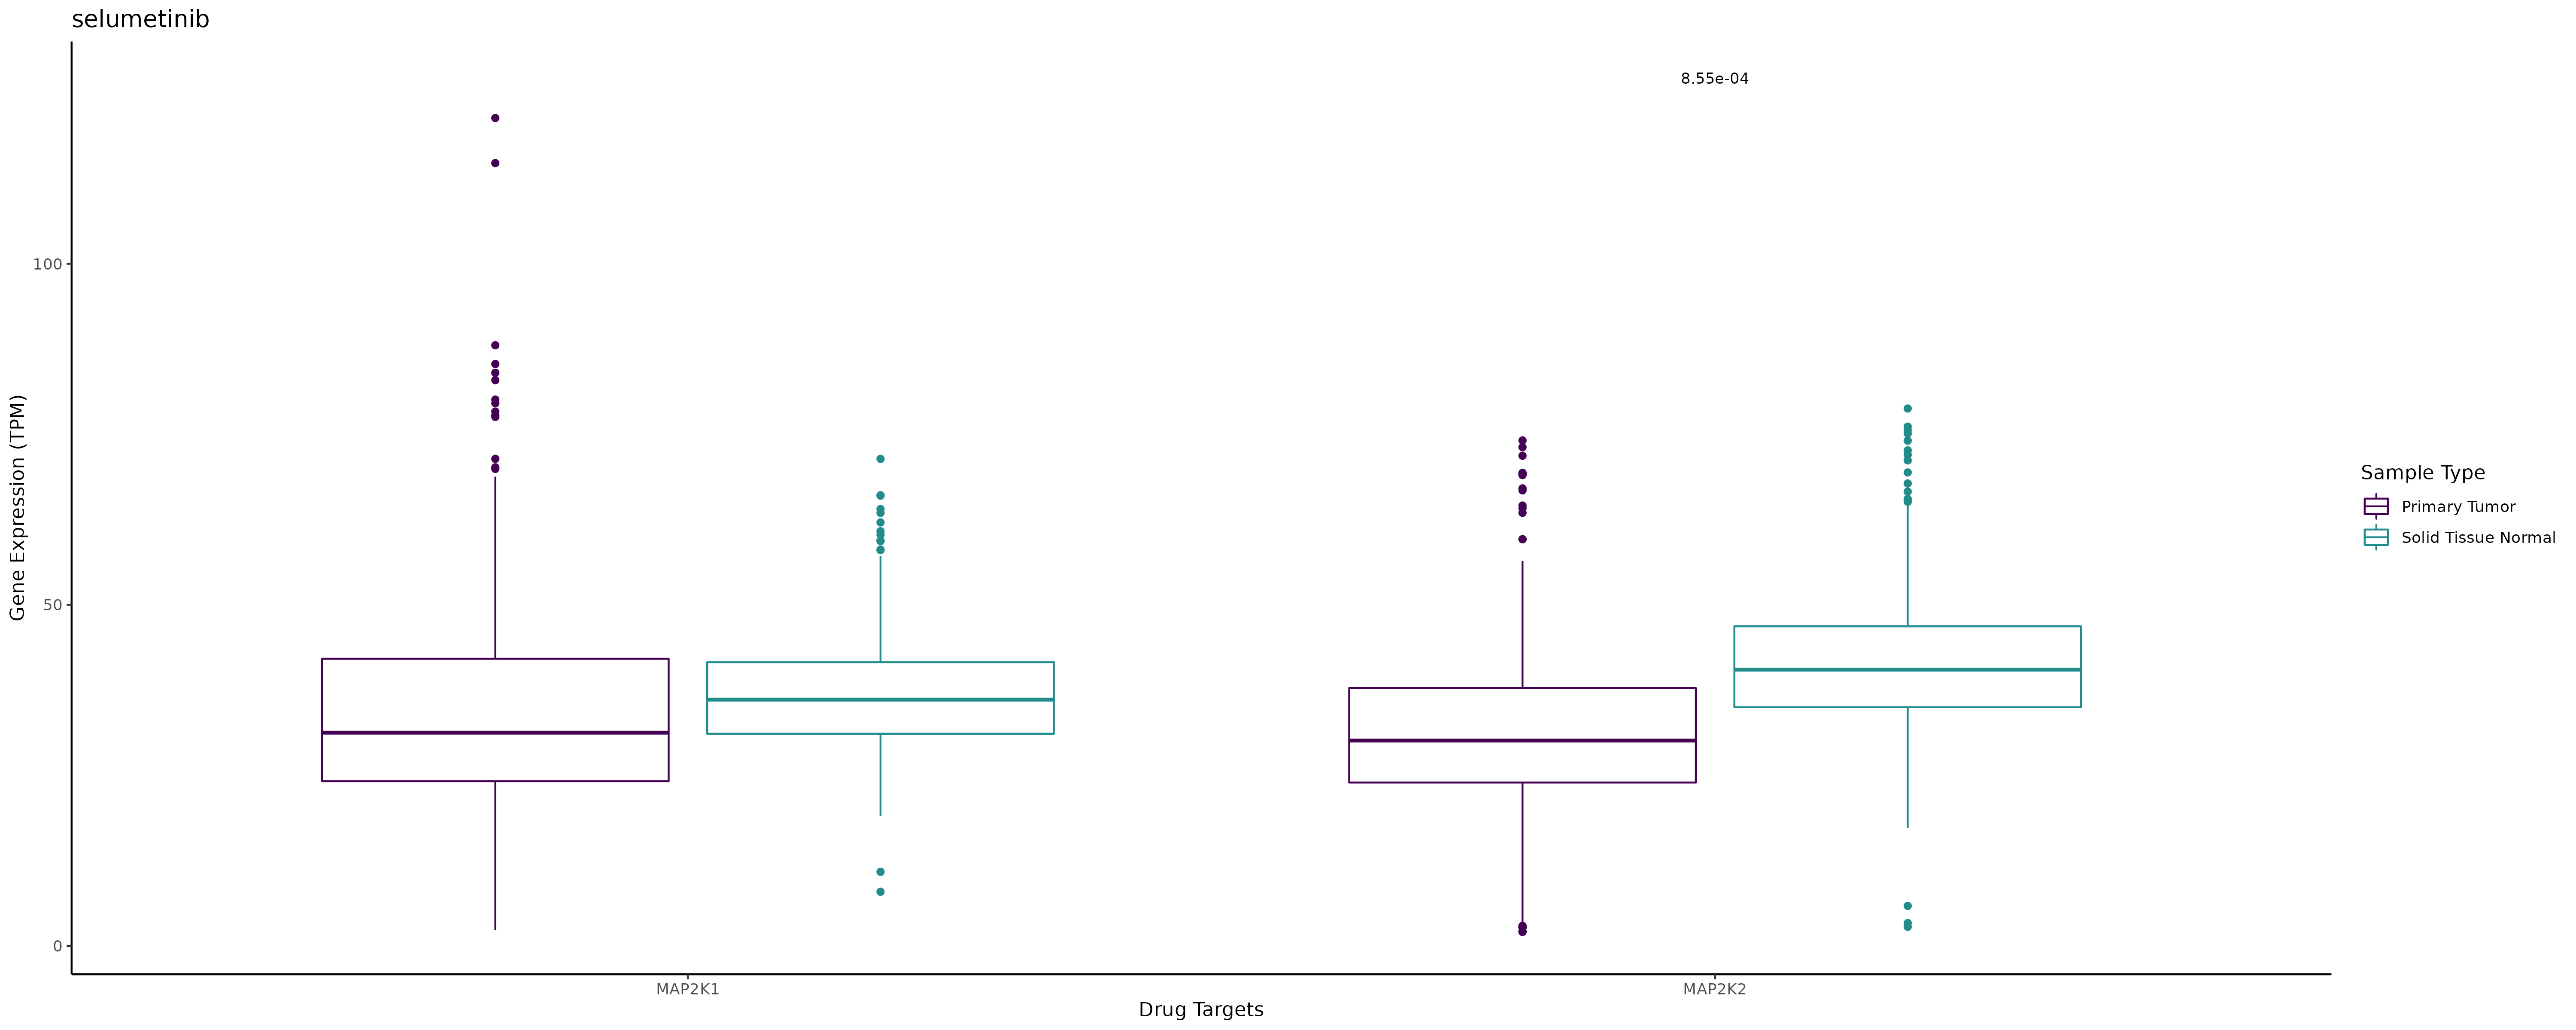 selumetinib
8.55e-04
Gene Expression (TPM)
100
50
0
MAP2K1
MAP2K2
Drug Targets
Sample Type
Primary Tumor
Solid Tissue Normal